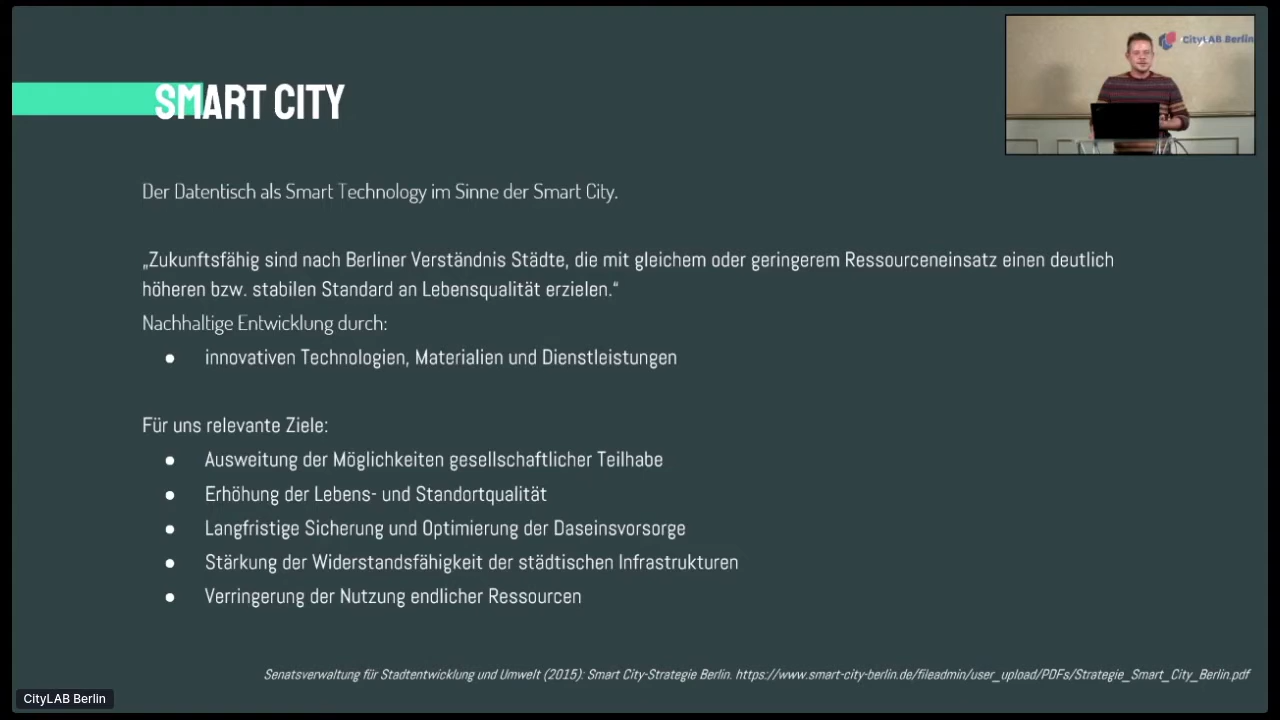 CityLAB Berlin
SMART CITY
Der Datentisch als Smart Technology im Sinne der Smart City.
„Zukunftsfähig sind nach Berliner Verständnis Städte, die mit gleichem oder geringerem Ressourceneinsatz einen deutlich
höheren bzw. stabilen Standard an Lebensqualität erzielen.“
Nachhaltige Entwicklung durch:
● innovativen Technologien, Materialien und Dienstleistungen
Für uns relevante Ziele:
● Ausweitung der Möglichkeiten gesellschaftlicher Teilhabe
● Erhöhung der Lebens- und Standortqualität
● Langfristige Sicherung und Optimierung der Daseinsvorsorge
● Stärkung der Widerstandsfähigkeit der städtischen Infrastrukturen
● Verringerung der Nutzung endlicher Ressourcen
Senatsverwaltung für Stadtentwicklung und Umwelt (2015): Smart City-Strategie Berlin. https://www.smart-city-berlin.de/fileadmin/user_upload/PDFs/Strategie_Smart_City_Berlin.pdf
CityLAB Berlin